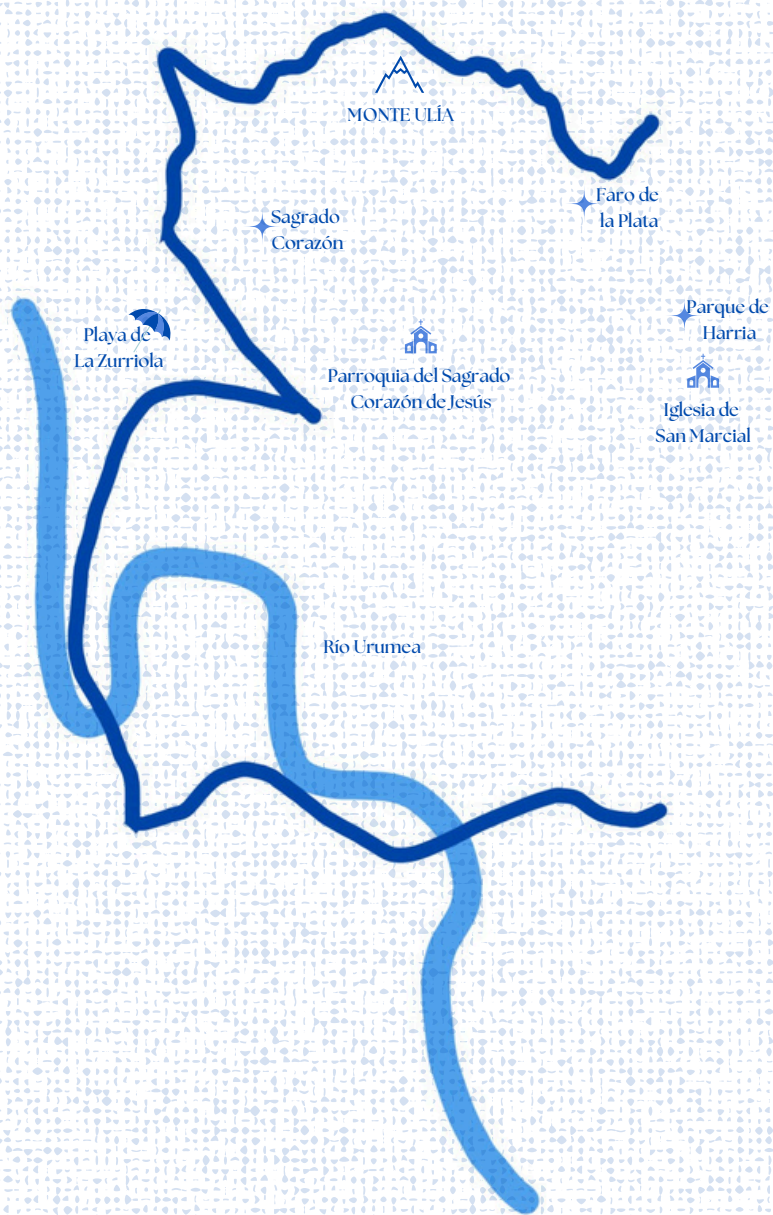 MONTE ULÍA
Faro de
la Plata
Sagrado
Corazón
Parque de
Harria
Playa de
La Zurriola
Parroquia del Sagrado
Corazón de Jesús
Iglesia de
San Marcial
Río Urumea